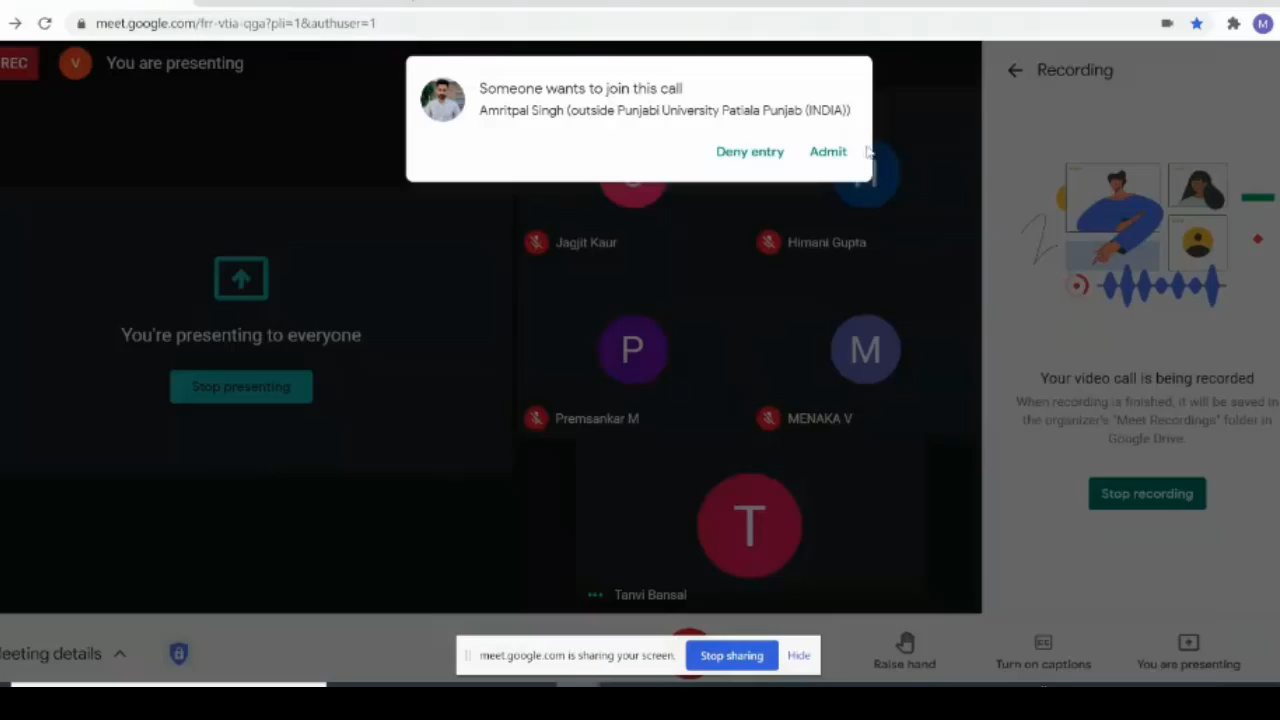 meet.google.com/frr-vtia-qga?pli=1&authuser=1
M
REC
V
You are presenting
Someone wants to join this call
Amritpal Singh (outside Punjabi University Patiala Punjab (INDIA))
Deny entry
Admit
Recording
Jagjit Kaur
Himani Gupta
You're presenting to everyone
Stop presenting
P
M
Premsankar M
MENAKA V
Your video call is being recorded
When recording is finished, it will be saved in
the organizer's "Meet Recordings" folder in
Google Drive.
Stop recording
T
Tanvi Bansal
eeting details
meet.google.com is sharing your screen.
Stop sharing
Hide
Raise hand
CC
Turn on captions
You are presenting